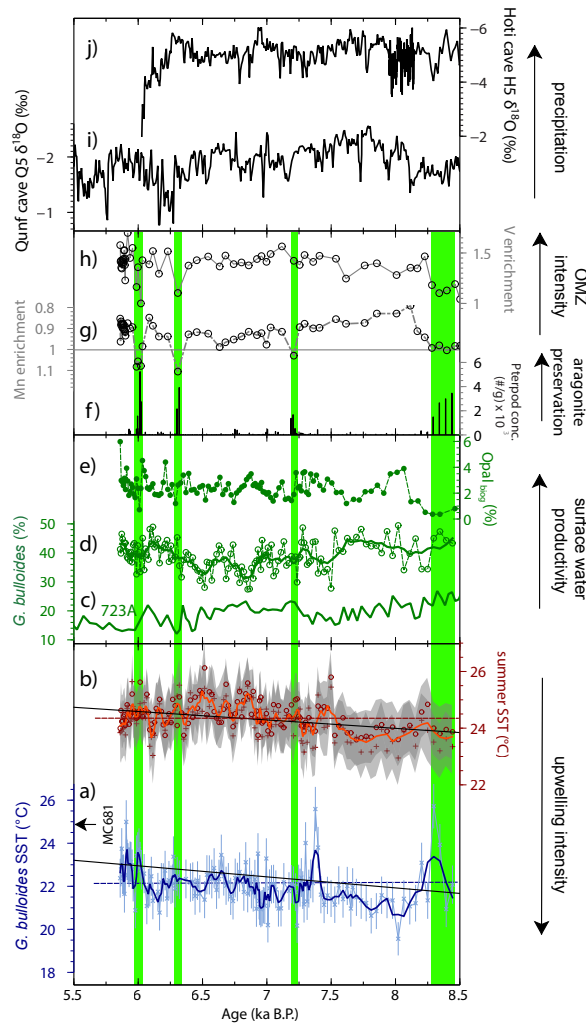 j)
−6
−4
−2
Hoti cave H5 δ18O (‰)
precipitation
i)
−2
−1
Qunf cave Q5 δ18O (‰)
h)
1.5
1
V enrichment
OMZ intensity
g)
0.8
0.9
1
1.1
Mn enrichment
f)
6
4
2
0
Pterpod conc.
(#/g) x 10 3
aragonite preservation
e)
6
4
2
0
Opal biog (%)
d)
50
40
30
20
10
G. bulloides (%)
c)
723A
surface water productivity
b)
26
24
22
summer SST (°C)
a)
26
24
22
20
18
MC681
G. bulloides SST (°C)
upwelling intensity
5.5 6 6.5 7 7.5 8 8.5
Age (ka B.P.)